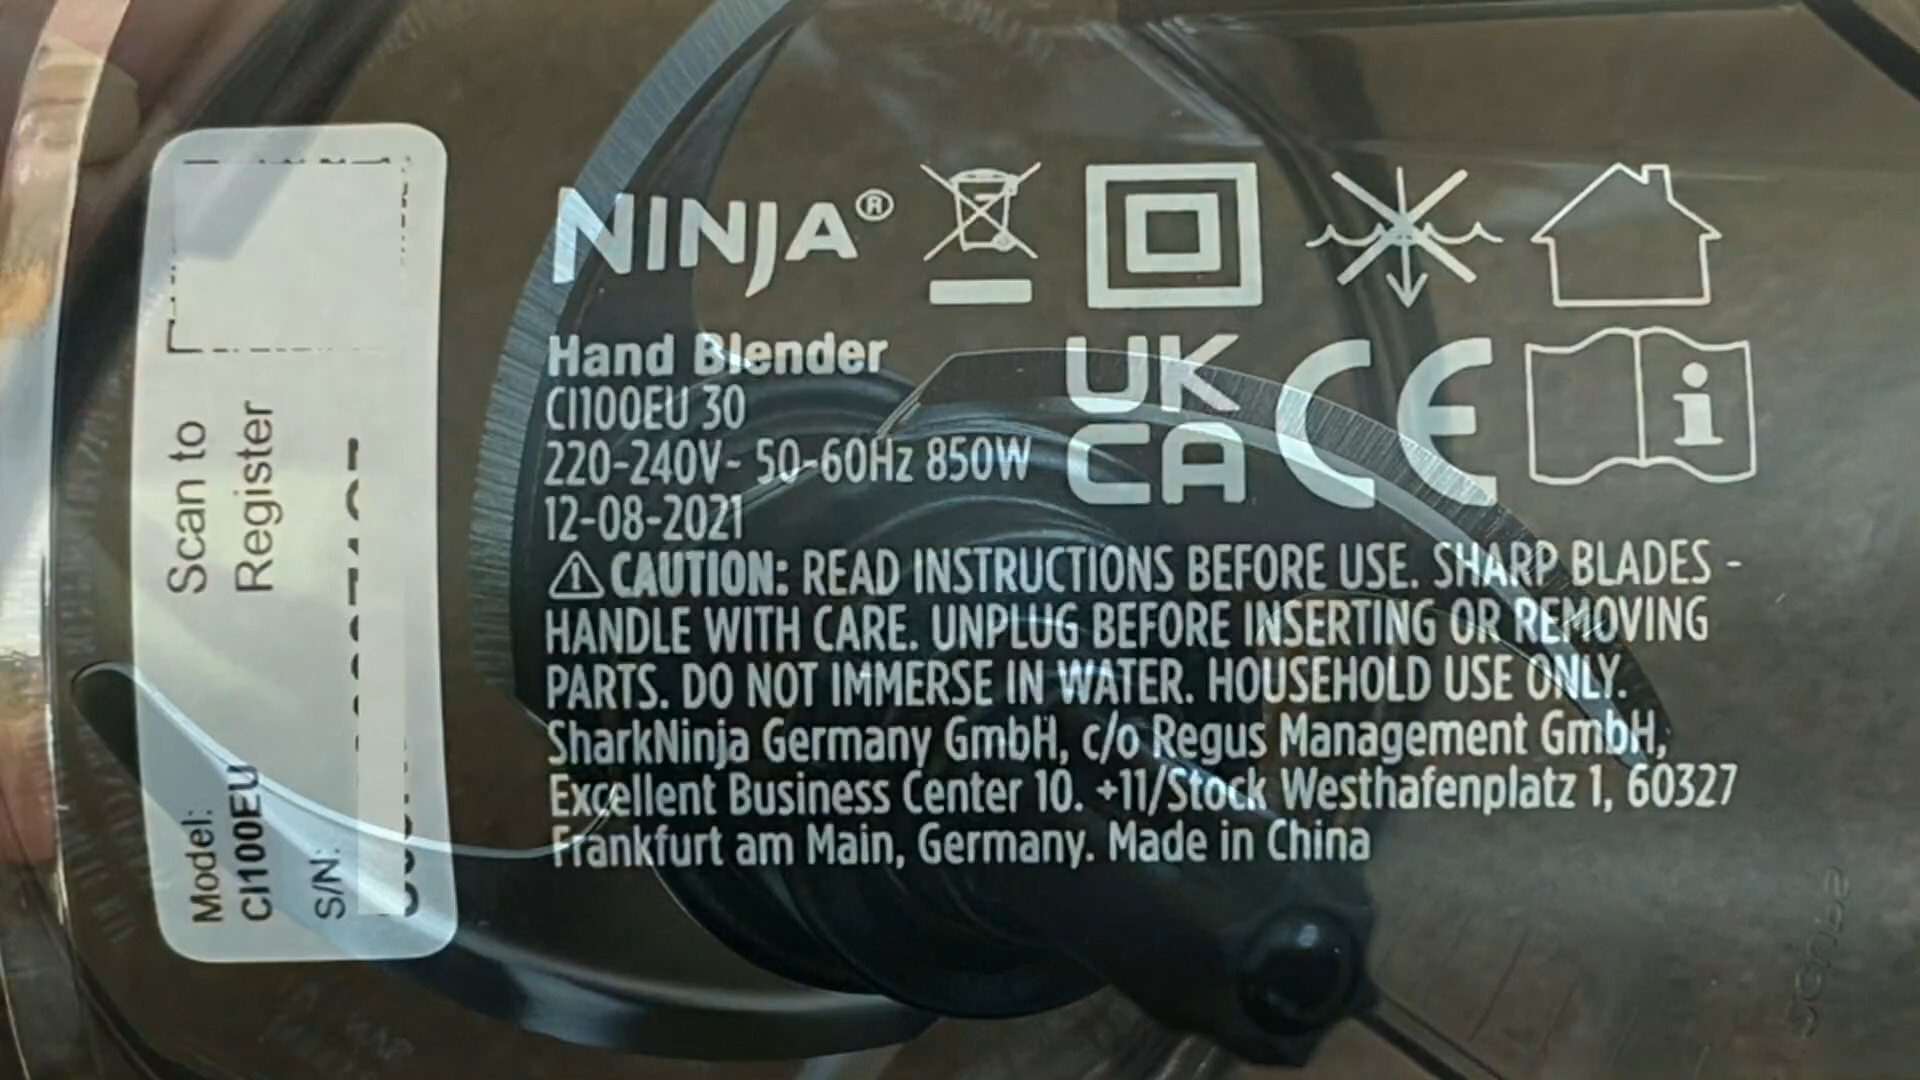 Scan to
Register
Model:
CI100EU
S/N:
NINJA®
Hand Blender
CI100EU 30
220-240V~ 50-60Hz 850W
12-08-2021
UK
CA
CE
i
⚠ CAUTION: READ INSTRUCTIONS BEFORE USE. SHARP BLADES -
HANDLE WITH CARE. UNPLUG BEFORE INSERTING OR REMOVING
PARTS. DO NOT IMMERSE IN WATER. HOUSEHOLD USE ONLY.
SharkNinja Germany GmbH, c/o Regus Management GmbH,
Excellent Business Center 10. +11/Stock Westhafenplatz 1, 60327
Frankfurt am Main, Germany. Made in China